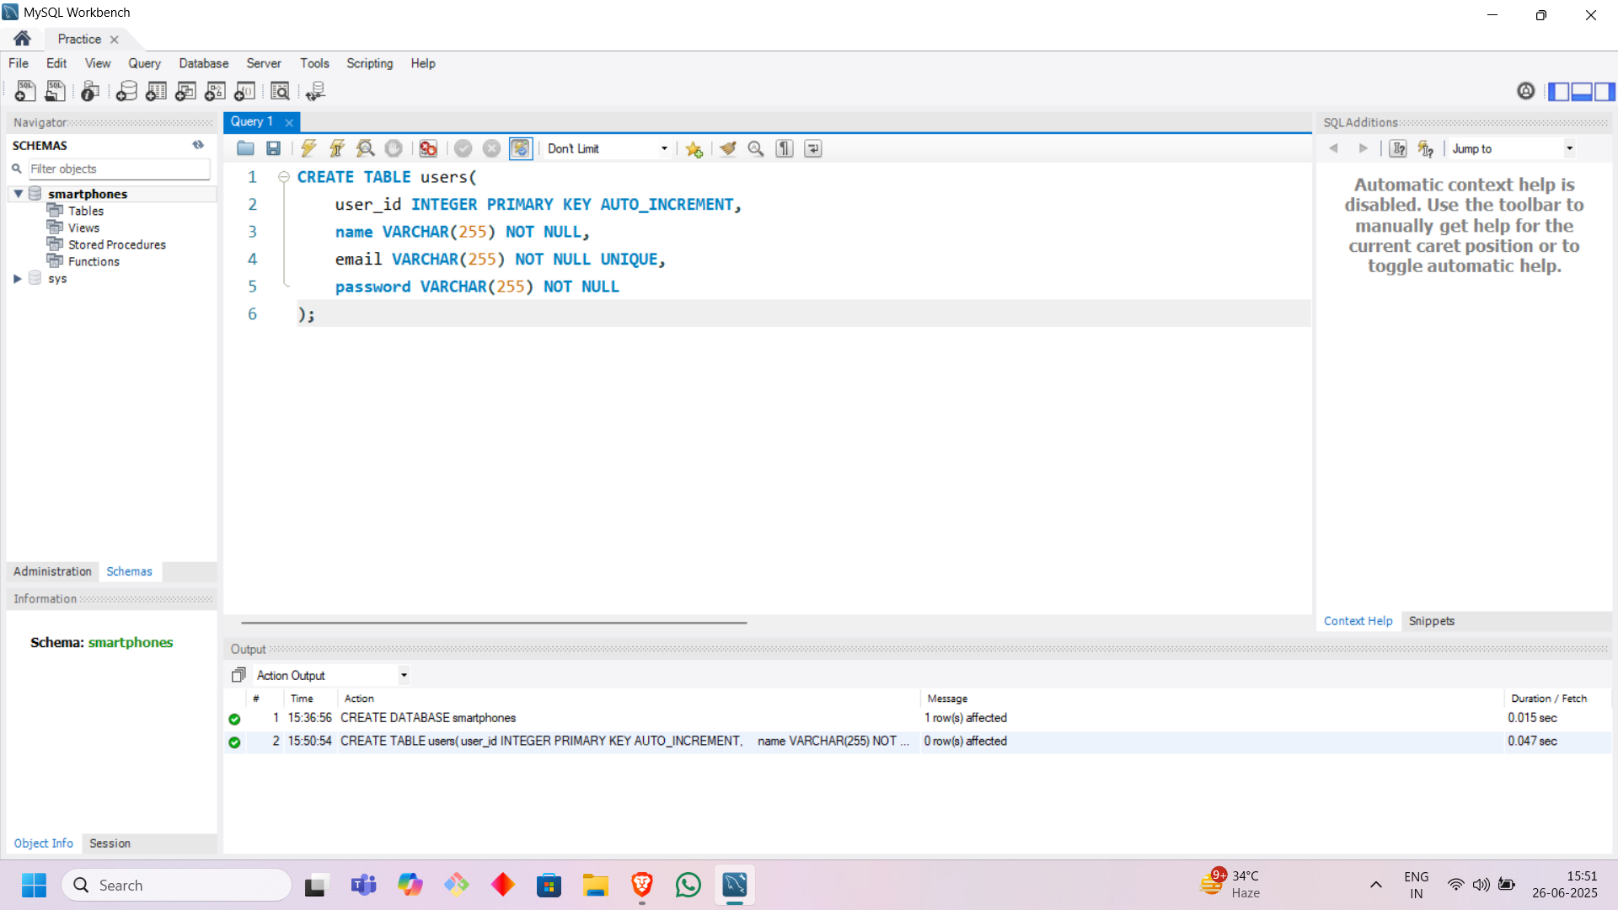 MySQL Workbench
Practice
File Edit View Query Database Server Tools Scripting Help
Navigator
SCHEMAS
Filter objects
smartphones
Tables
Views
Stored Procedures
Functions
sys
Administration Schemas
Information
Schema: smartphones
Object Info Session
Query 1
Don't Limit
1 CREATE TABLE users(
2 user_id INTEGER PRIMARY KEY AUTO_INCREMENT,
3 name VARCHAR(255) NOT NULL,
4 email VARCHAR(255) NOT NULL UNIQUE,
5 password VARCHAR(255) NOT NULL
6 );
SQLAdditions
Jump to
Automatic context help is
disabled. Use the toolbar to
manually get help for the
current caret position or to
toggle automatic help.
Context Help Snippets
Output
Action Output
# Time Action Message Duration / Fetch
1 15:36:56 CREATE DATABASE smartphones 1 row(s) affected 0.015 sec
2 15:50:54 CREATE TABLE users( user_id INTEGER PRIMARY KEY AUTO_INCREMENT, name VARCHAR(255) NOT ... 0 row(s) affected 0.047 sec
Search
9+
34°C
Haze
ENG
IN
15:51
26-06-2025